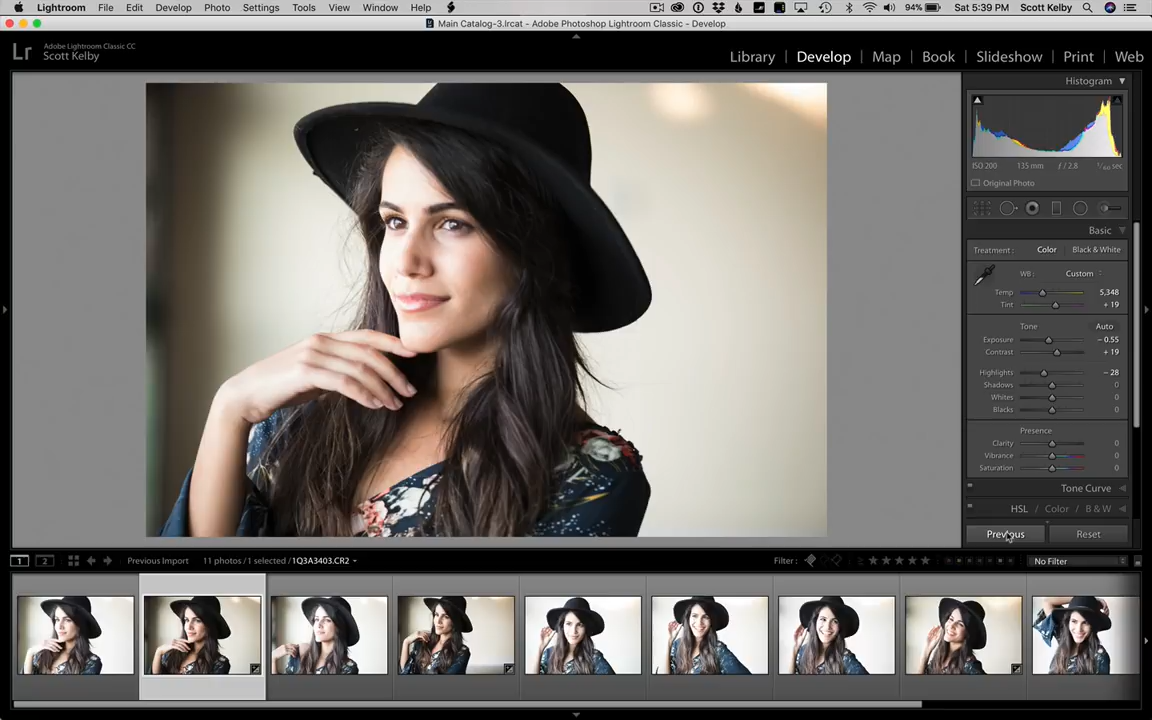 Lightroom File Edit Develop Photo Settings Tools View Window Help 94% Sat 5:39 PM Scott Kelby
Main Catalog-3.lrcat - Adobe Photoshop Lightroom Classic - Develop
Lr Adobe Lightroom Classic CC
Scott Kelby
Library Develop Map Book Slideshow Print Web
Histogram
ISO 200 135 mm f / 2.8
Original Photo
Basic
Treatment : Color Black & White
WB: Custom
Temp 5,348
Tint + 19
Tone Auto
Exposure – 0.55
Contrast + 19
Highlights – 28
Shadows 0
Whites 0
Blacks 0
Presence
Clarity 0
Vibrance 0
Saturation 0
Tone Curve
HSL / Color / B & W
Previous Reset
1 2 Previous Import 11 photos / 1 selected / 1Q3A3403.CR2 Filter : No Filter